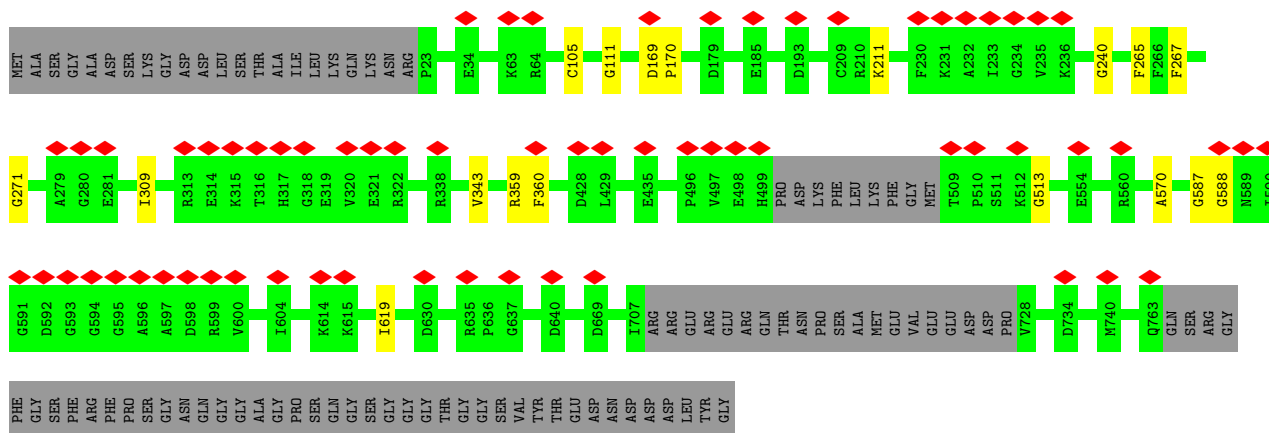 MET ALA SER GLY ALA ASP SER LYS GLY ASP ASP LEU SER THR ALA ILE LEU LYS GLN LYS ASN ARG P23 E34 K63 R64 C105 G111 D169 P170 D179 E185 D193 C209 R210 K211 F230 K231 A232 I233 G234 V235 K236 G240 F265 F266 F267
G271 A279 G280 E281 I309 R313 E314 K315 T316 H317 G318 E319 V320 E321 R322 R338 V343 R359 F360 D428 L429 E435 P496 V497 E498 H499 PRO ASP LYS PHE LEU LYS PHE GLY MET T509 P510 S511 K512 G513 E554 R560 A570 G587 G588 N589 I590
G591 D592 G593 G594 G595 A596 A597 D598 R599 V600 I604 K614 K615 I619 D630 R635 P636 G637 D640 D669 I707 ARG ARG GLU ARG GLU ARG GLN THR ASN PRO SER ALA MET GLU VAL GLU GLU ASP ASP PRO V728 D734 M740 Q763 GLN SER ARG GLY
PHE GLY SER PHE ARG PHE PRO SER GLY ASN GLN GLY GLY ALA GLY PRO SER GLN GLY SER GLY GLY GLY THR GLY GLY SER VAL TYR THR GLU ASP ASN ASP ASP ASP LEU TYR GLY